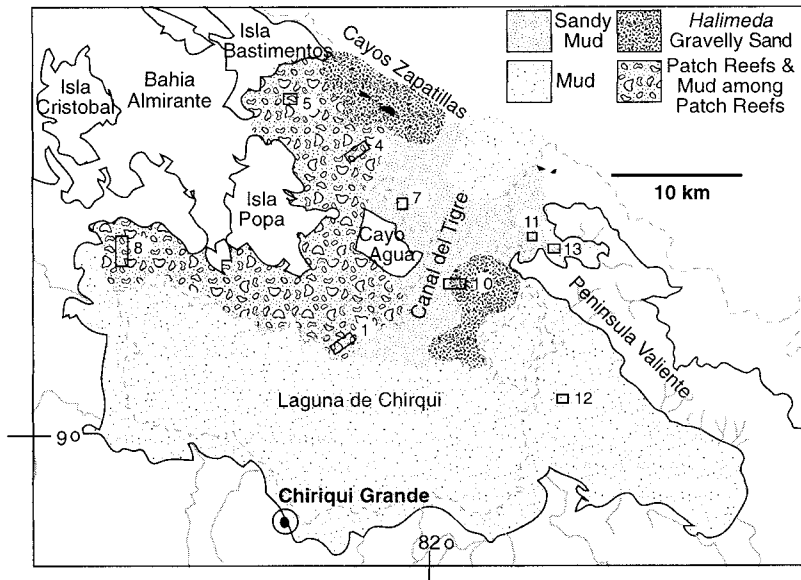 Isla
Bastimentos
Cayos Zapatillas
Sandy
Mud
Halimeda
Gravelly Sand
Mud
Patch Reefs &
Mud among
Patch Reefs
Isla
Cristobal
Bahia
Almirante
5
4
10 km
7
Isla
Popa
Cayo
Agua
Canal del Tigre
11
13
8
10
Peninsula Valiente
1
Laguna de Chirqui
12
9o
Chiriqui Grande
82o